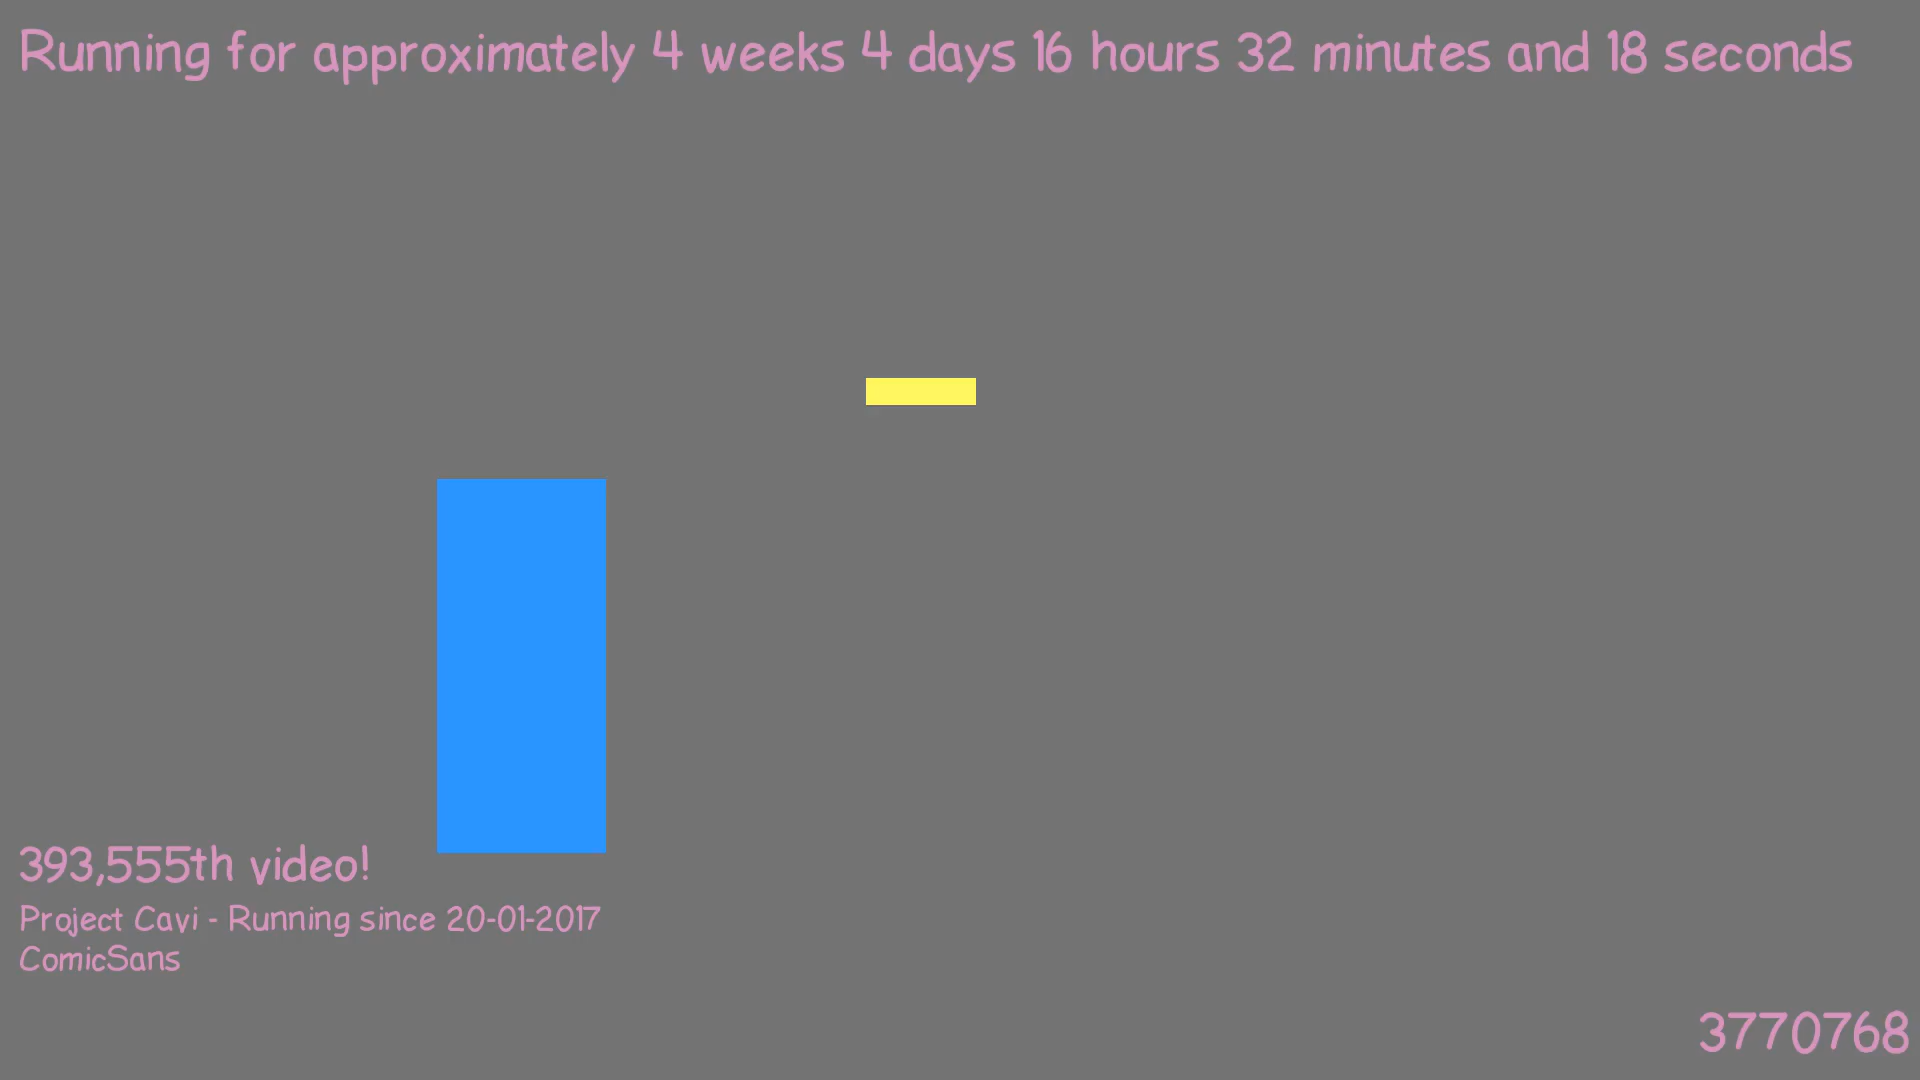 Running for approximately 4 weeks 4 days 16 hours 32 minutes and 18 seconds
393,555th video!
Project Cavi - Running since 20-01-2017
ComicSans
3770768